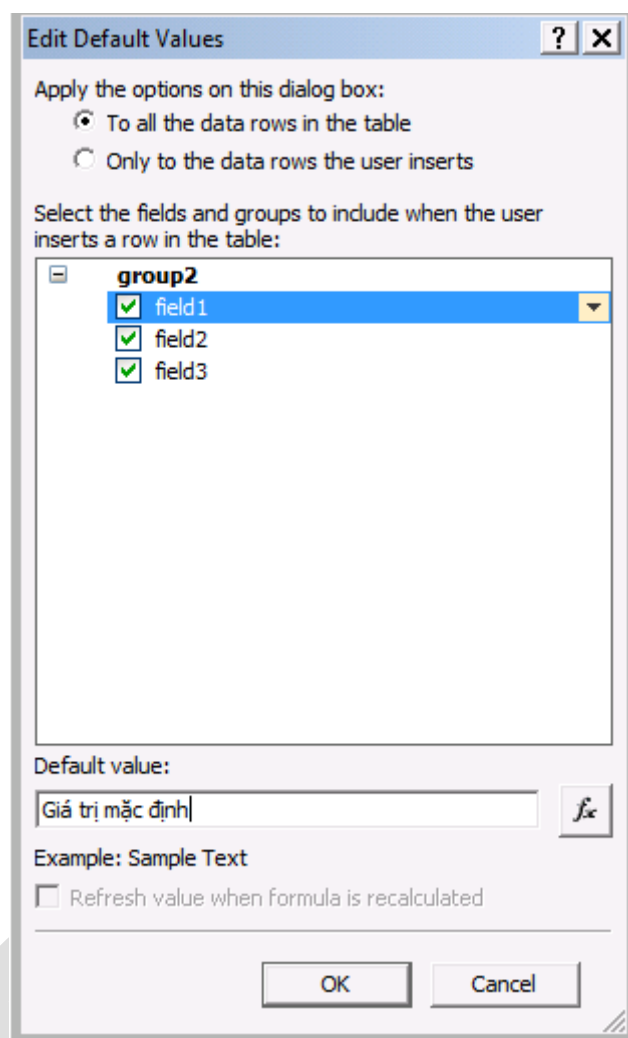 Edit Default Values
Apply the options on this dialog box:
To all the data rows in the table
Only to the data rows the user inserts
Select the fields and groups to include when the user
inserts a row in the table:
group2
field1
field2
field3
Default value:
Giá trị mặc định
fx
Example: Sample Text
Refresh value when formula is recalculated
OK Cancel